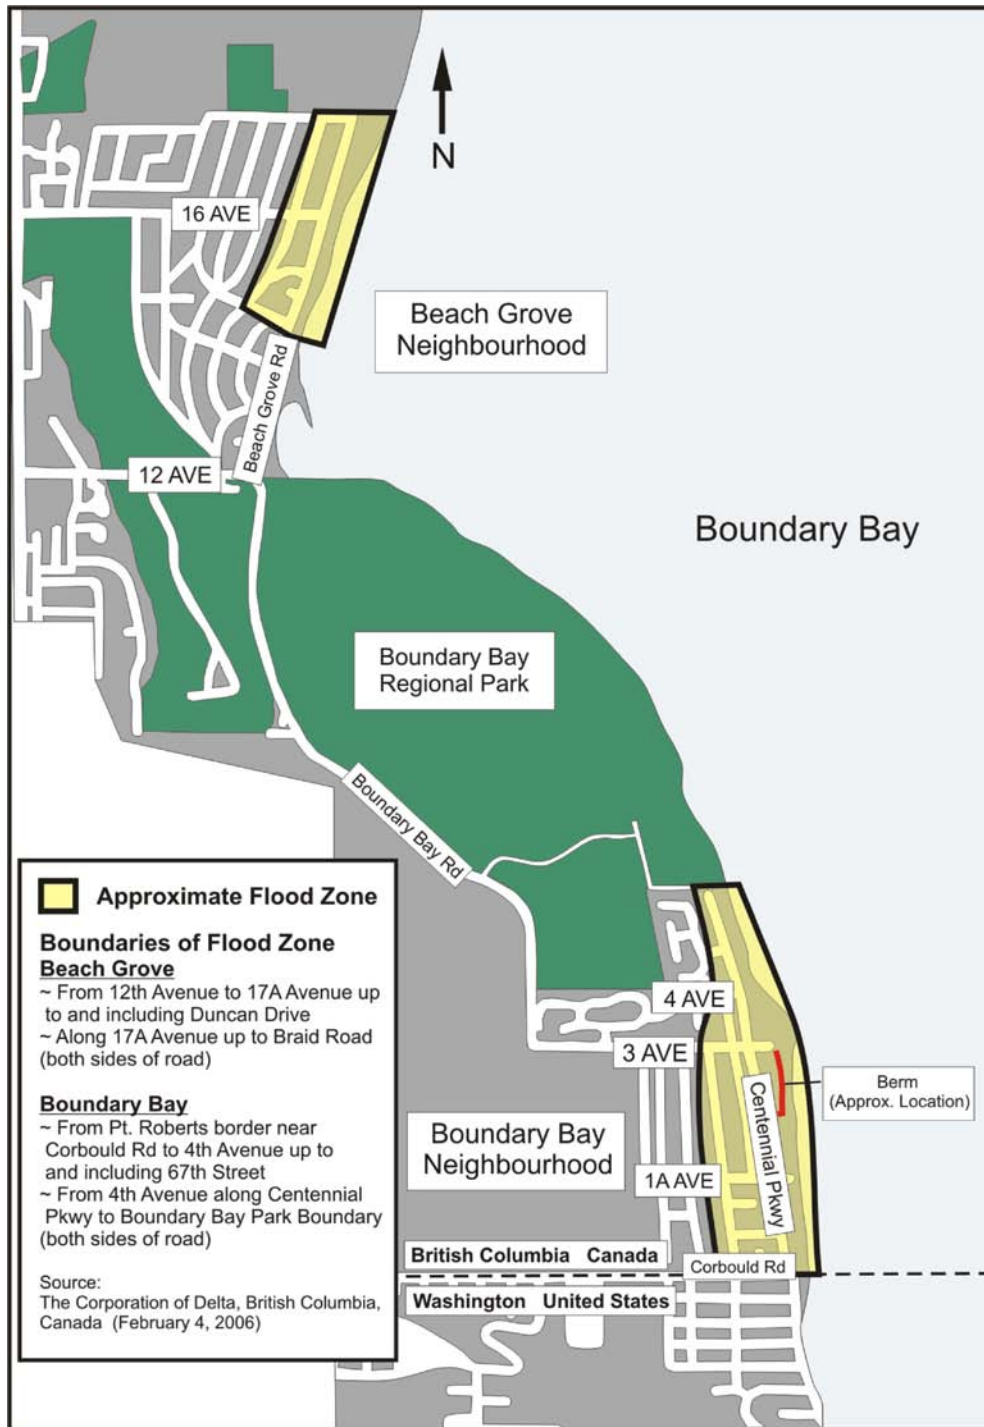 N
16 AVE
Beach Grove
Neighbourhood
Beach Grove Rd
12 AVE
Boundary Bay
Boundary Bay
Regional Park
Boundary Bay Rd
Approximate Flood Zone
Boundaries of Flood Zone
Beach Grove
~ From 12th Avenue to 17A Avenue up
to and including Duncan Drive
~ Along 17A Avenue up to Braid Road
(both sides of road)
Boundary Bay
~ From Pt. Roberts border near
Corbould Rd to 4th Avenue up to
and including 67th Street
~ From 4th Avenue along Centennial
Pkwy to Boundary Bay Park Boundary
(both sides of road)
Source:
The Corporation of Delta, British Columbia,
Canada (February 4, 2006)
4 AVE
3 AVE
Berm
(Approx. Location)
Centennial Pkwy
Boundary Bay
Neighbourhood
1A AVE
British Columbia Canada
Corbould Rd
Washington United States